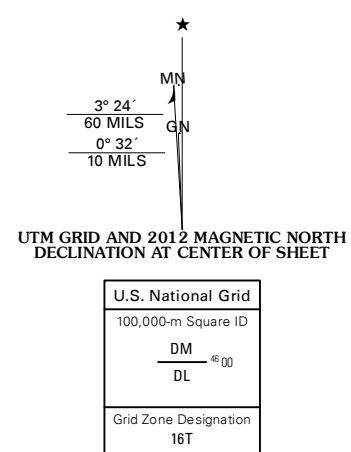 ★
MN
3° 24´
60 MILS
GN
0° 32´
10 MILS
UTM GRID AND 2012 MAGNETIC NORTH
DECLINATION AT CENTER OF SHEET
U.S. National Grid
100,000-m Square ID
DM
46 00
DL
Grid Zone Designation
16T